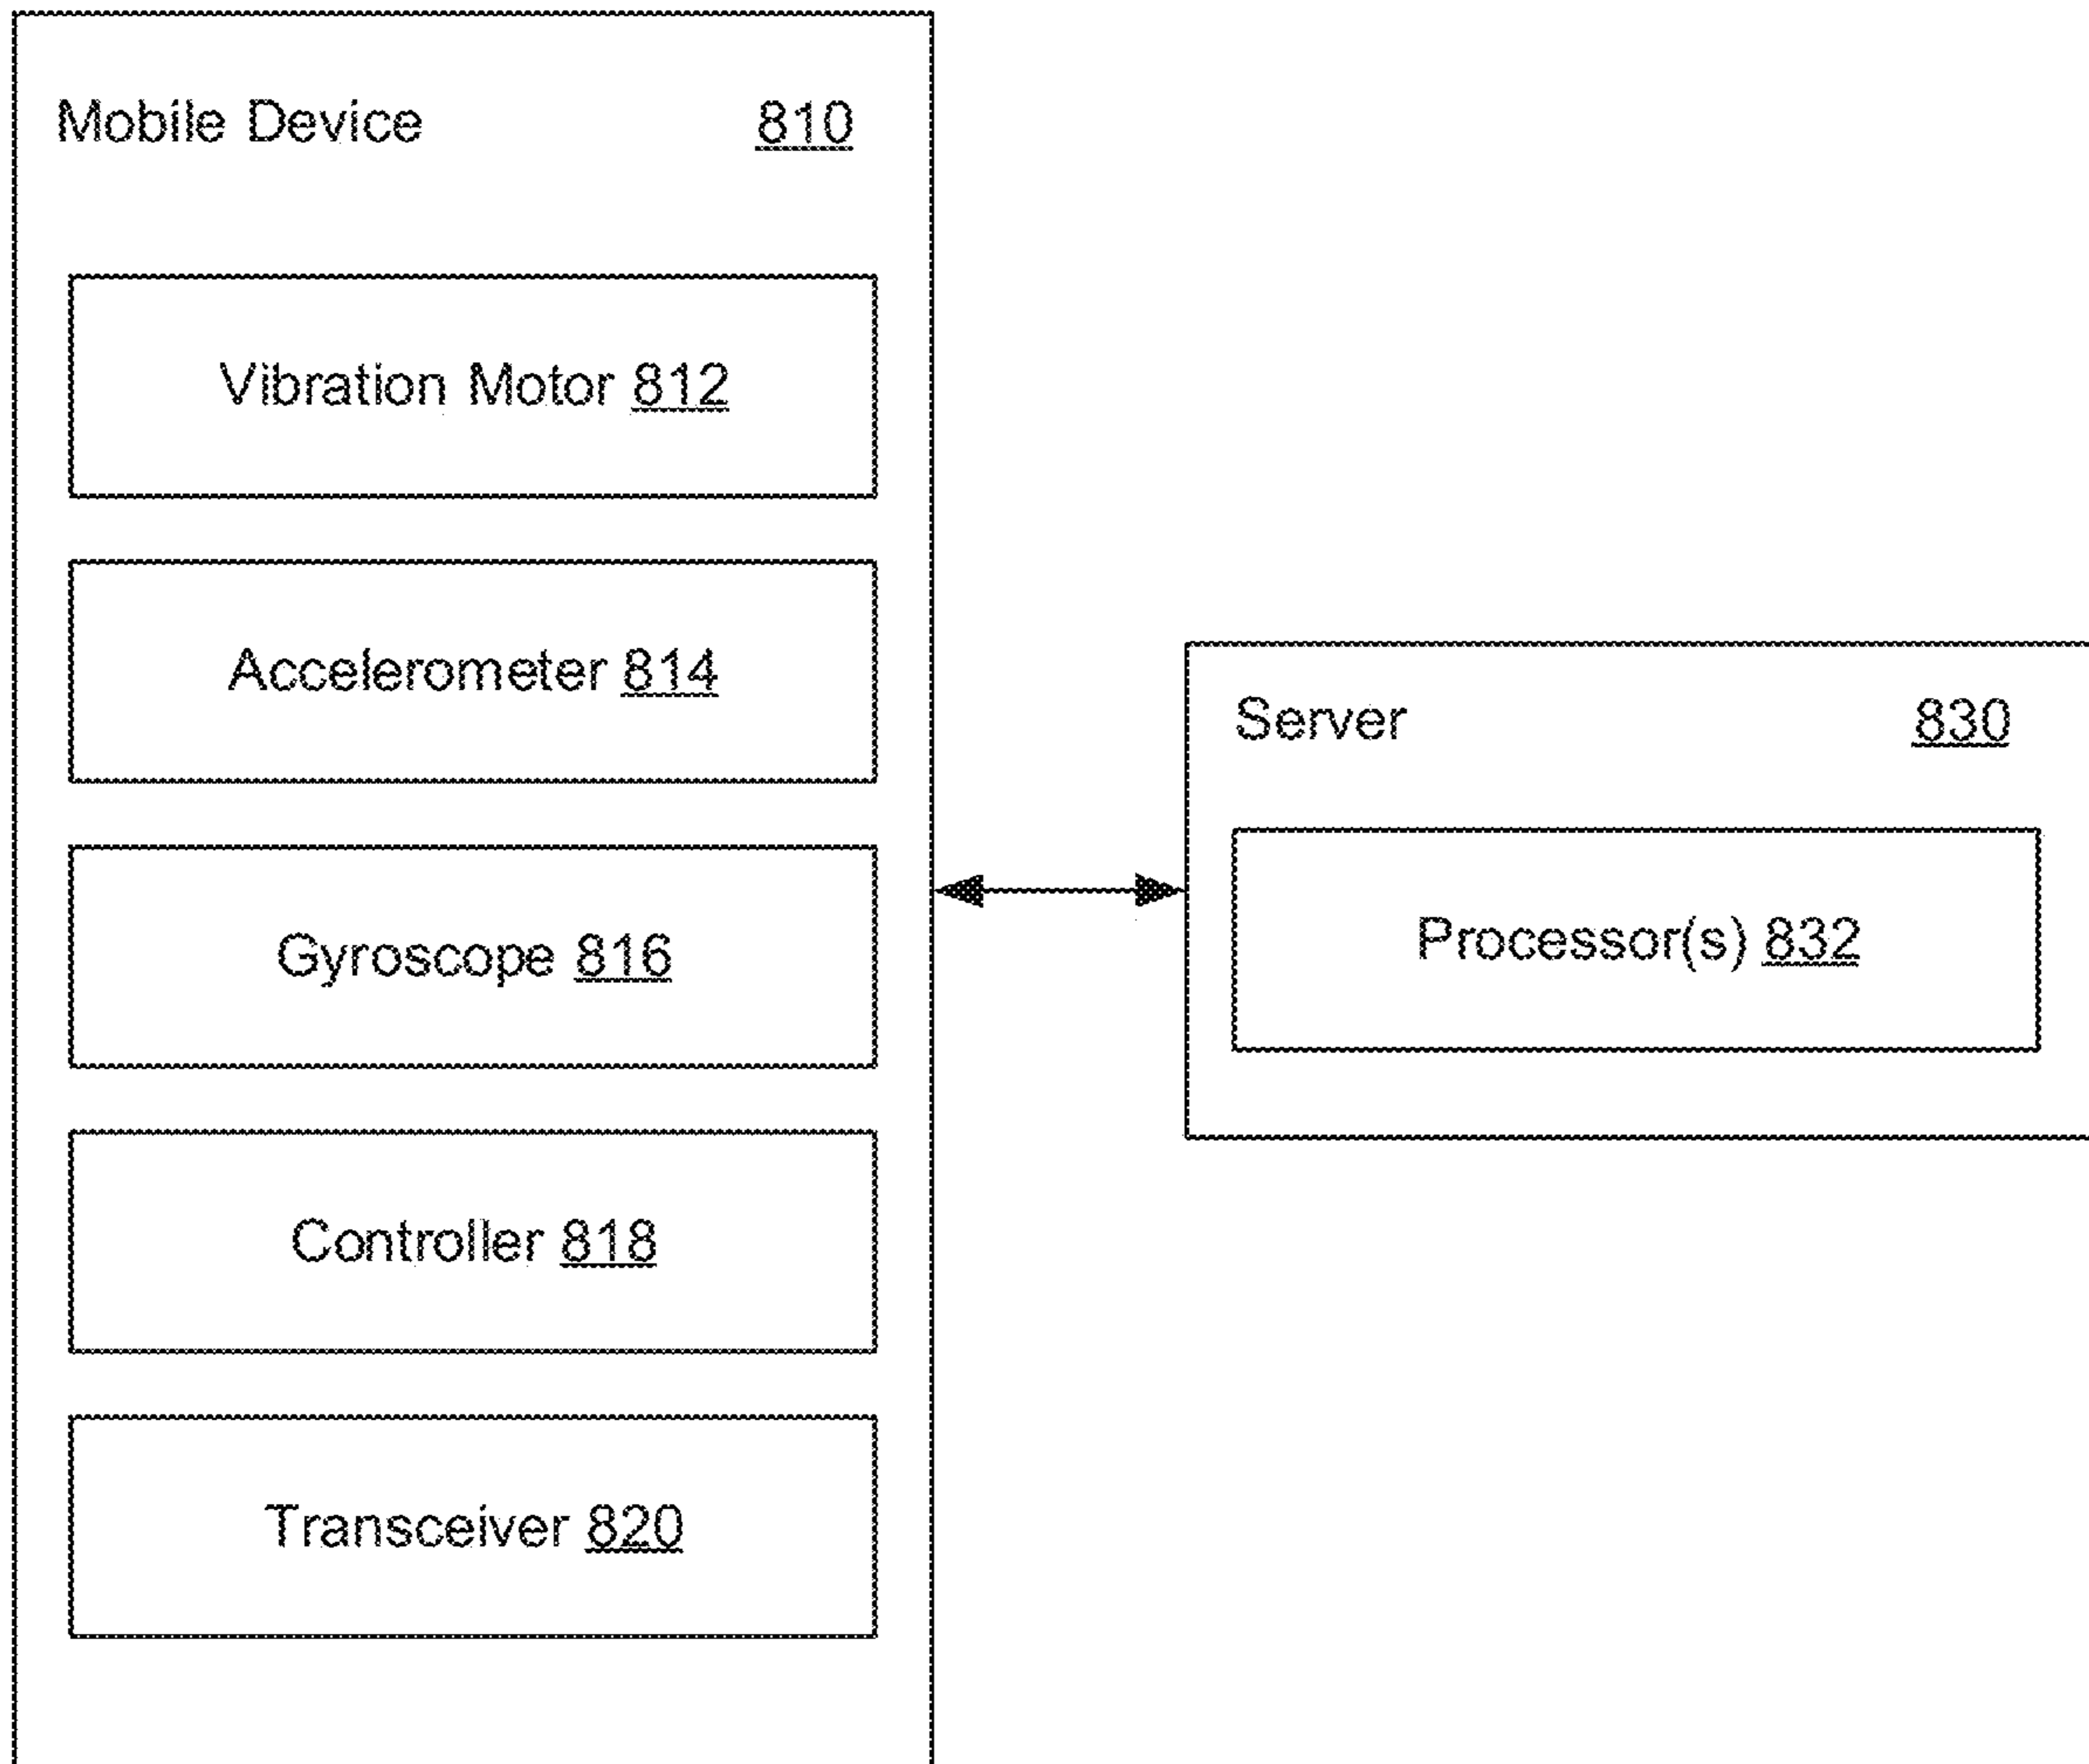 Mobile Device 810
Vibration Motor 812
Accelerometer 814
Gyroscope 816
Controller 818
Transceiver 820
Server 830
Processor(s) 832